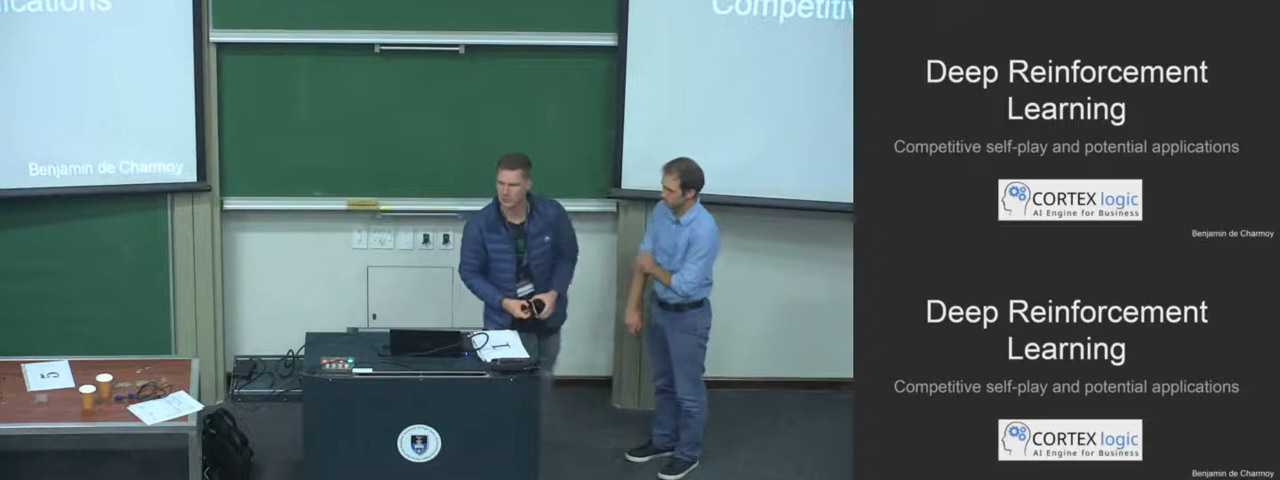 ications
Benjamin de Charmoy
Competitiv
5
1
Deep Reinforcement
Learning
Competitive self-play and potential applications
CORTEX logic
AI Engine for Business
Benjamin de Charmoy
Deep Reinforcement
Learning
Competitive self-play and potential applications
CORTEX logic
AI Engine for Business
Benjamin de Charmoy